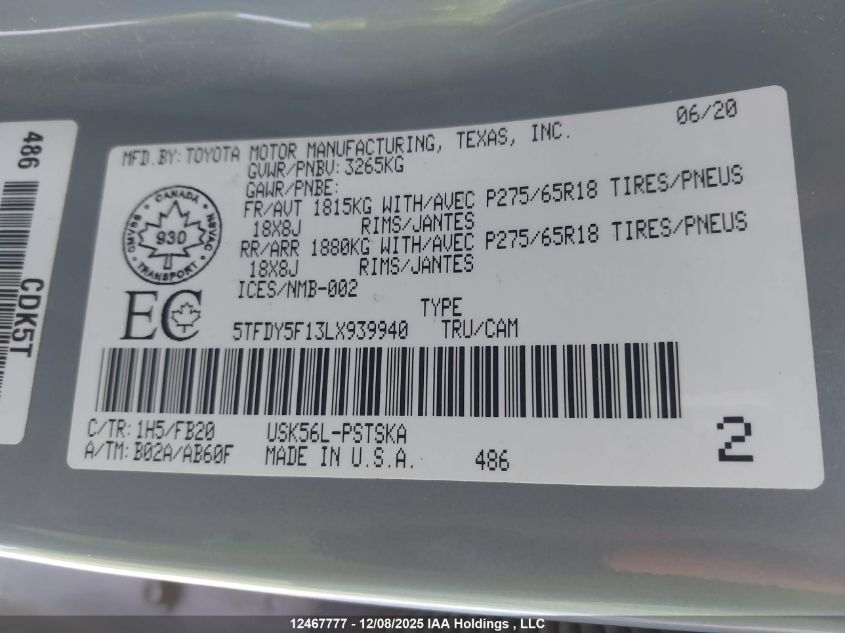 486
CDK5T
06/20
MFD.BY: TOYOTA MOTOR MANUFACTURING, TEXAS, INC.
GVWR/PNBV: 3265KG
GAWR/PNBE:
FR/AVT 1815KG WITH/AVEC P275/65R18 TIRES/PNEUS
18X8J RIMS/JANTES
RR/ARR 1880KG WITH/AVEC P275/65R18 TIRES/PNEUS
18X8J RIMS/JANTES
ICES/NMB-002
CANADA
CMVSS 930 NSVAC
TRANSPORT
EC
TYPE
5TFDY5F13LX939940 TRU/CAM
C/TR: 1H5/FB20 USK56L-PSTSKA
A/TM: B02A/AB60F MADE IN U.S.A. 486
2
12467777 - 12/08/2025 IAA Holdings , LLC